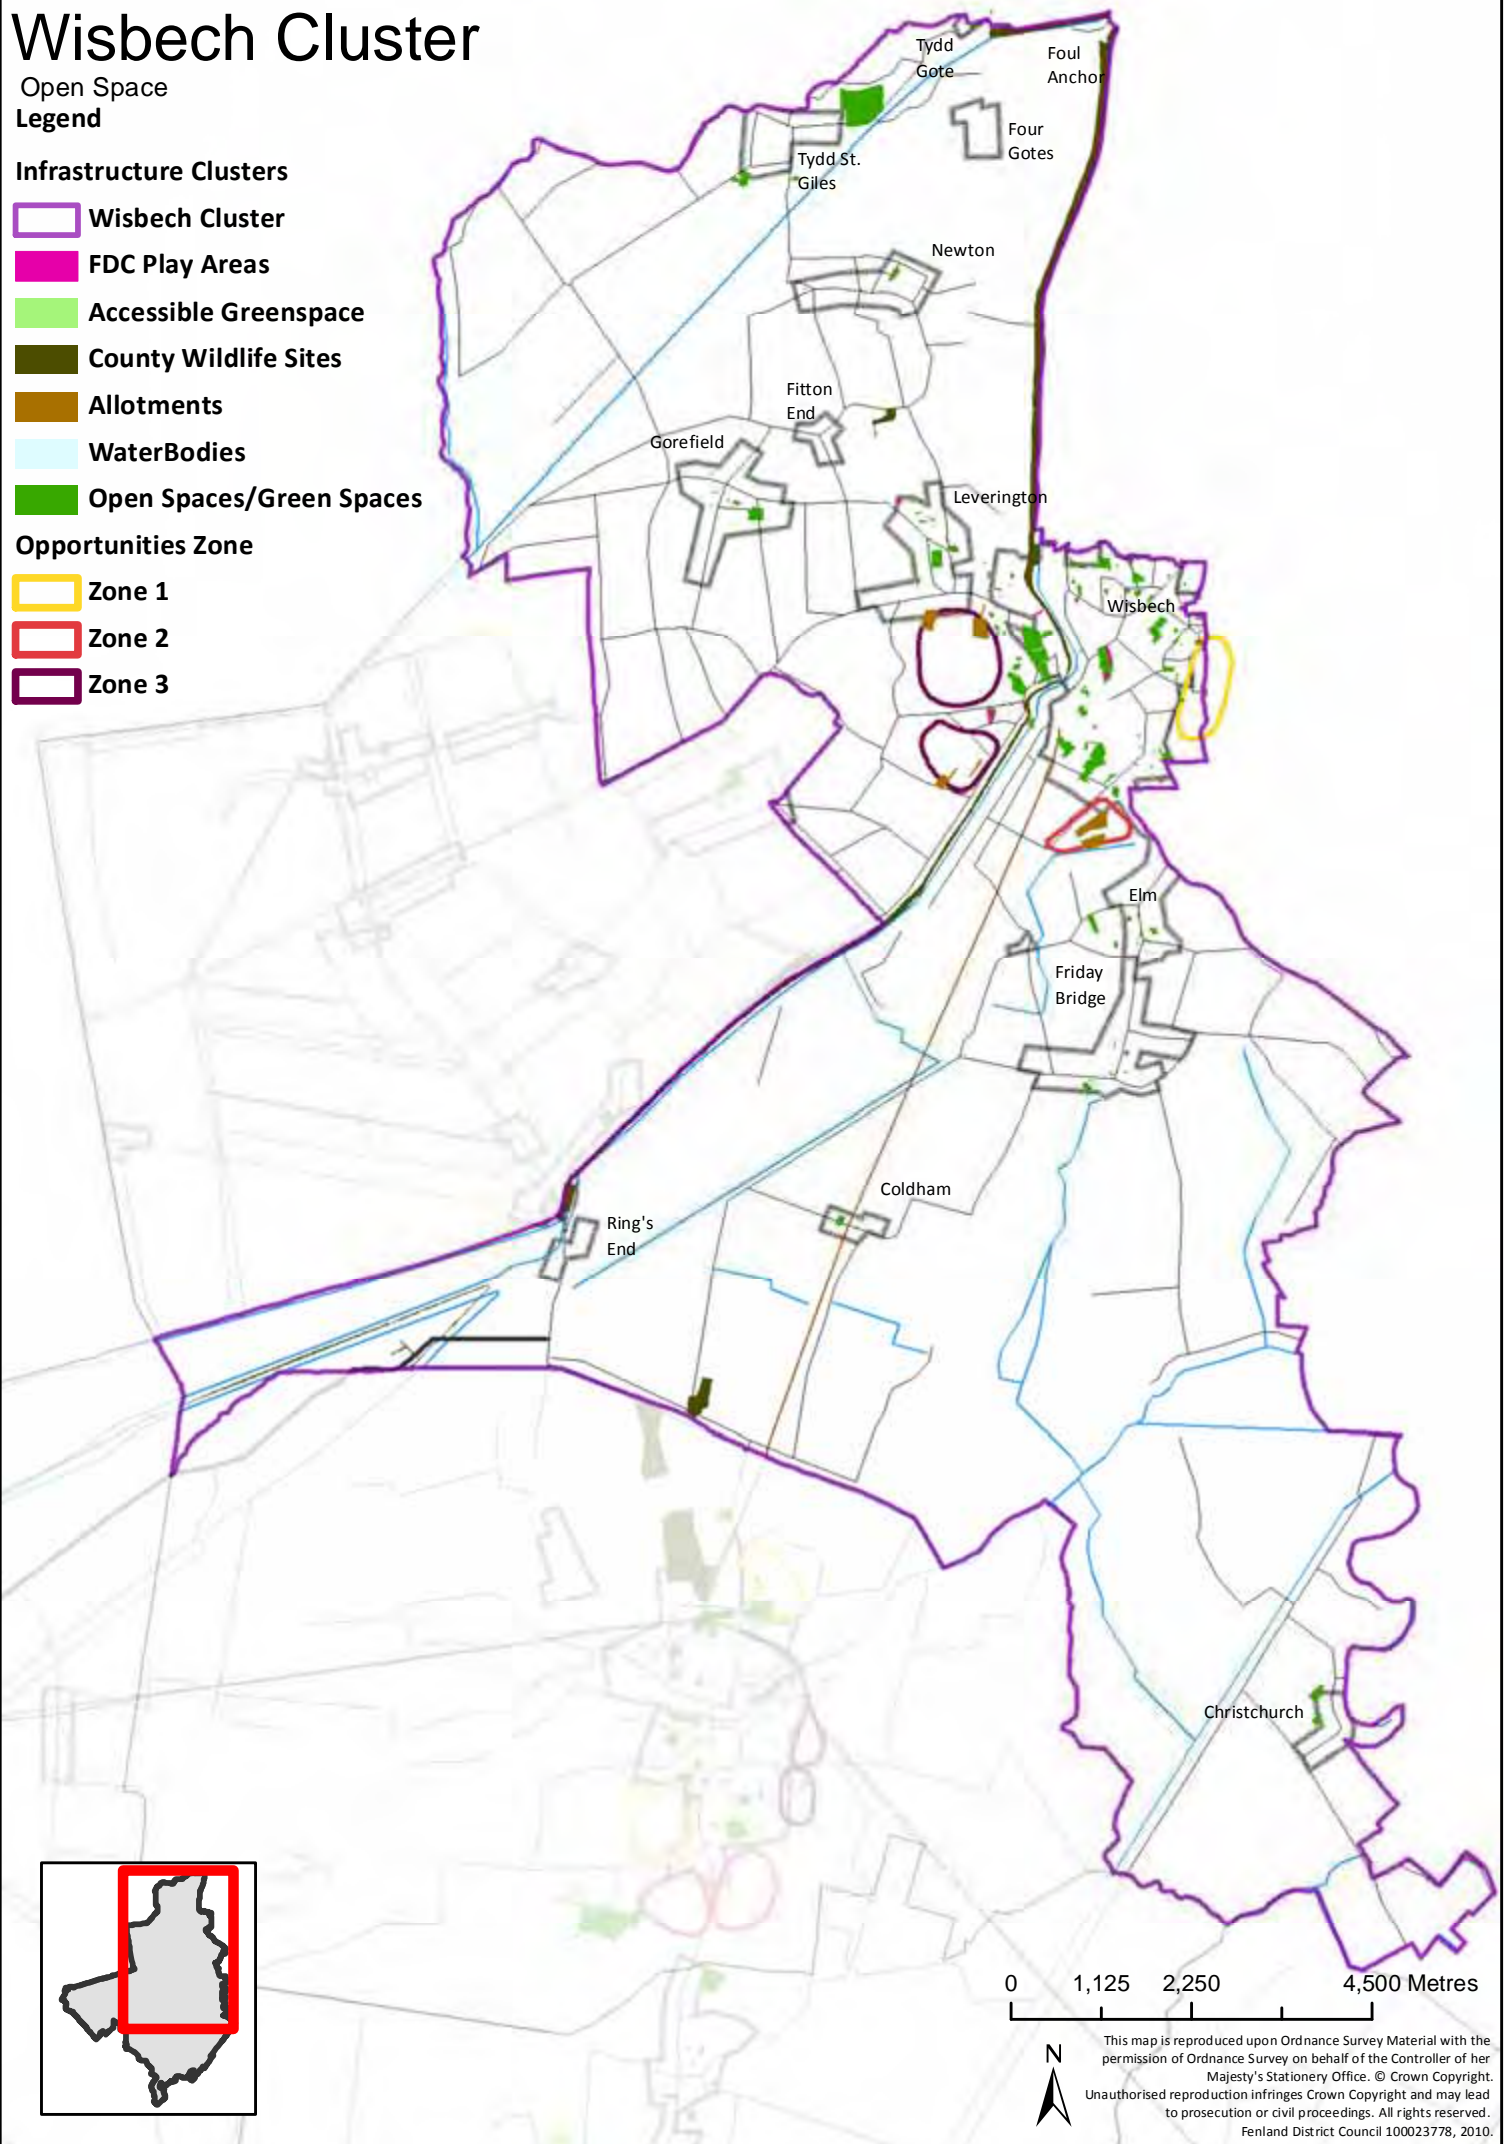 Wisbech Cluster
Open Space
Legend
Infrastructure Clusters
Wisbech Cluster
FDC Play Areas
Accessible Greenspace
County Wildlife Sites
Allotments
WaterBodies
Open Spaces/Green Spaces
Opportunities Zone
Zone 1
Zone 2
Zone 3
Tydd
Gote
Foul
Anchor
Four
Gotes
Tydd St.
Giles
Newton
Fitton
End
Gorefield
Leverington
Wisbech
Elm
Friday
Bridge
Coldham
Ring's
End
Christchurch
0 1,125 2,250 4,500 Metres
N
This map is reproduced upon Ordnance Survey Material with the
permission of Ordnance Survey on behalf of the Controller of her
Majesty's Stationery Office. © Crown Copyright.
Unauthorised reproduction infringes Crown Copyright and may lead
to prosecution or civil proceedings. All rights reserved.
Fenland District Council 100023778, 2010.